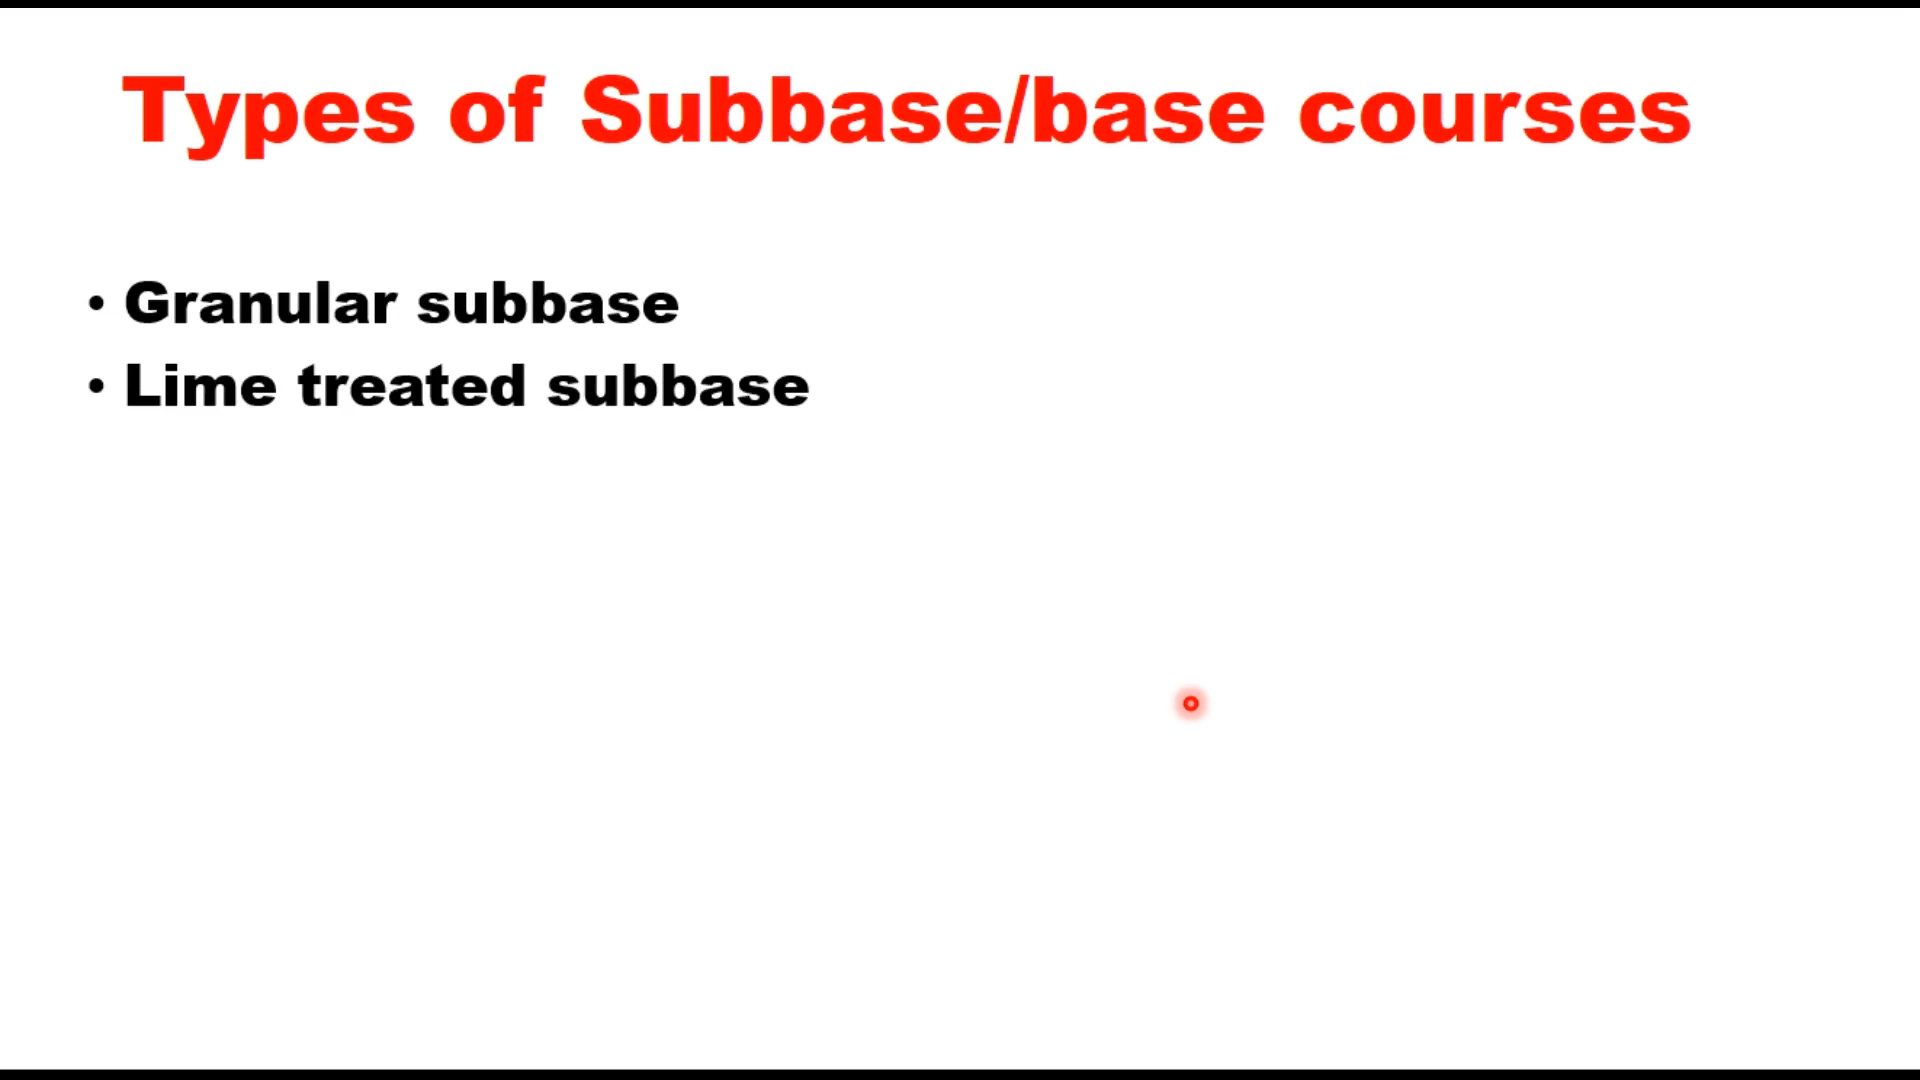 Types of Subbase/base courses
• Granular subbase
• Lime treated subbase